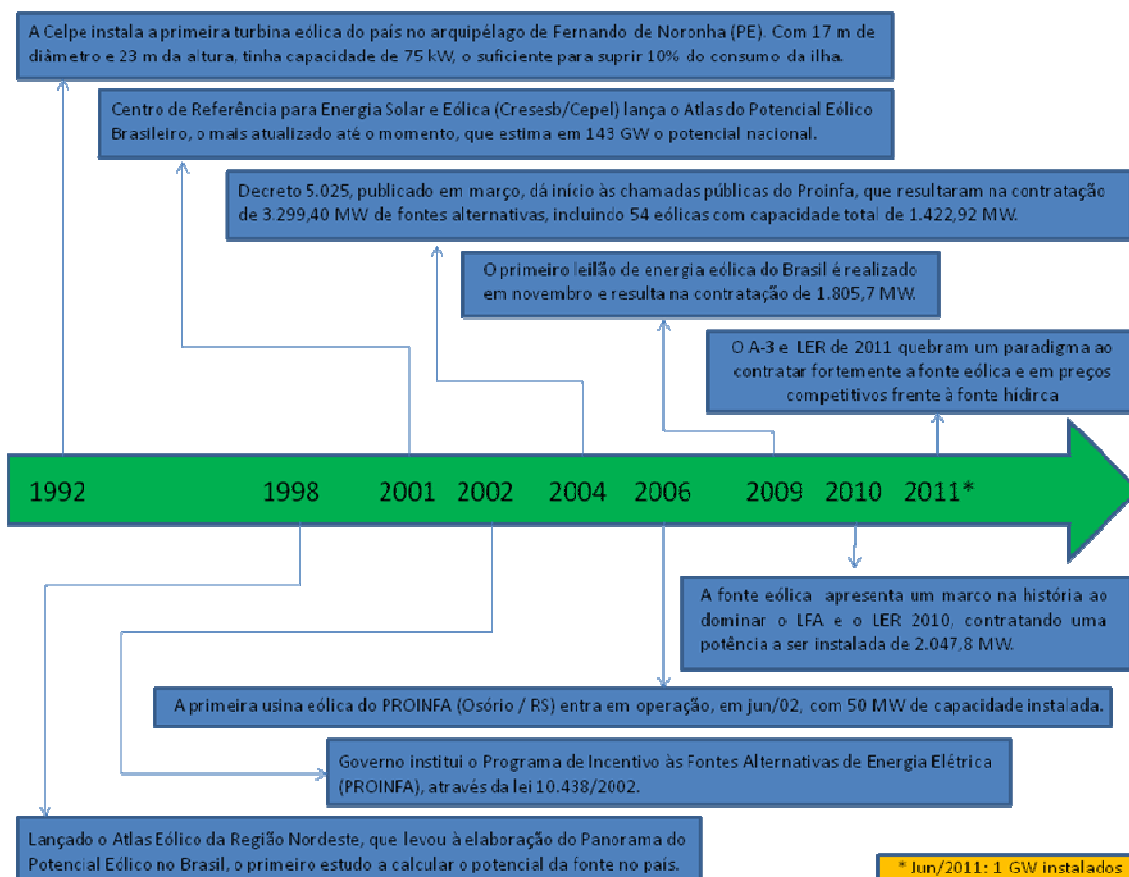 A Celpe instala a primeira turbina eólica do país no arquipélago de Fernando de Noronha (PE). Com 17 m de
diâmetro e 23 m da altura, tinha capacidade de 75 kW, o suficiente para suprir 10% do consumo da ilha.
Centro de Referência para Energia Solar e Eólica (Cresesb/Cepel) lança o Atlas do Potencial Eólico
Brasileiro, o mais atualizado até o momento, que estima em 143 GW o potencial nacional.
Decreto 5.025, publicado em março, dá início às chamadas públicas do Proinfa, que resultaram na contratação
de 3.299,40 MW de fontes alternativas, incluindo 54 eólicas com capacidade total de 1.422,92 MW.
O primeiro leilão de energia eólica do Brasil é realizado
em novembro e resulta na contratação de 1.805,7 MW.
O A-3 e LER de 2011 quebram um paradigma ao
contratar fortemente a fonte eólica e em preços
competitivos frente à fonte hídirca
1992 1998 2001 2002 2004 2006 2009 2010 2011*
A fonte eólica apresenta um marco na história ao
dominar o LFA e o LER 2010, contratando uma
potência a ser instalada de 2.047,8 MW.
A primeira usina eólica do PROINFA (Osório / RS) entra em operação, em jun/02, com 50 MW de capacidade instalada.
Governo institui o Programa de Incentivo às Fontes Alternativas de Energia Elétrica
(PROINFA), através da lei 10.438/2002.
Lançado o Atlas Eólico da Região Nordeste, que levou à elaboração do Panorama do
Potencial Eólico no Brasil, o primeiro estudo a calcular o potencial da fonte no país.
* Jun/2011: 1 GW instalados